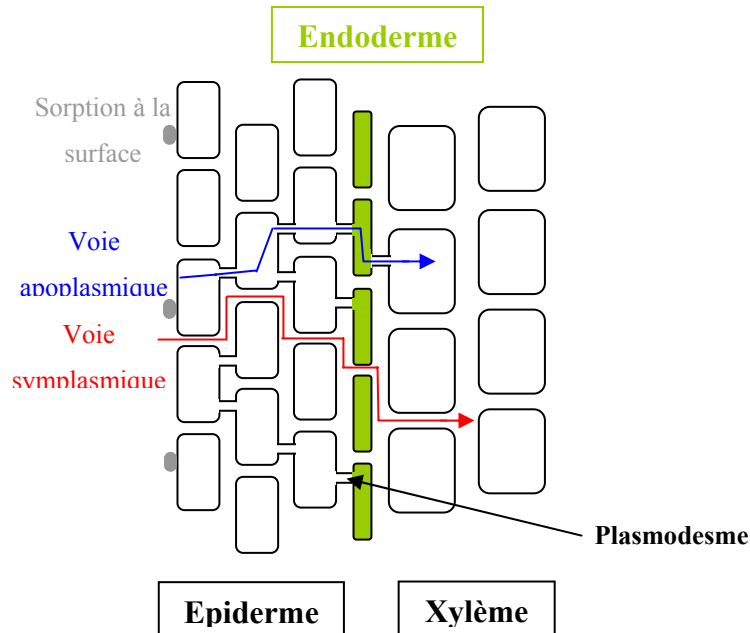 Endoderme
Sorption à la
surface
Voie
apoplasmique
Voie
symplasmique
Plasmodesme
Epiderme
Xylème